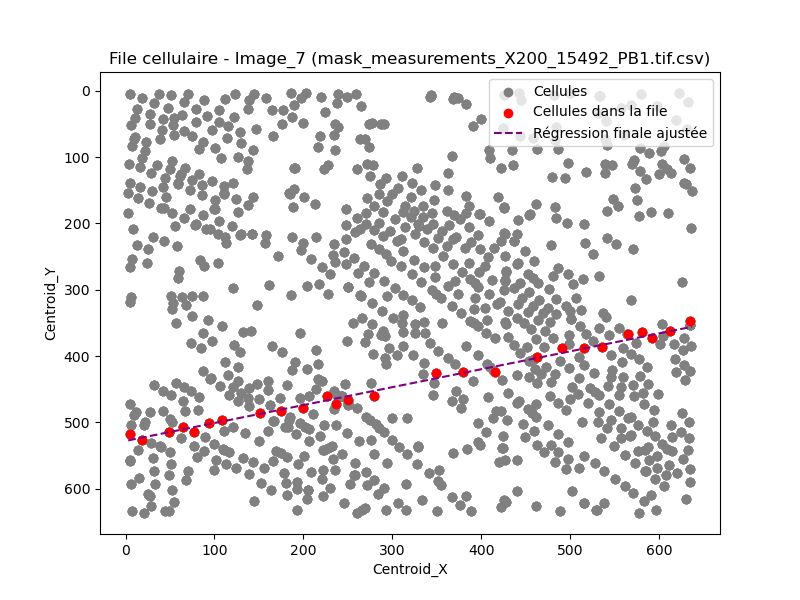 File cellulaire - Image_7 (mask_measurements_X200_15492_PB1.tif.csv)
Cellules
Cellules dans la file
Régression finale ajustée
0
100
200
300
400
500
600
Centroid_Y
0 100 200 300 400 500 600
Centroid_X